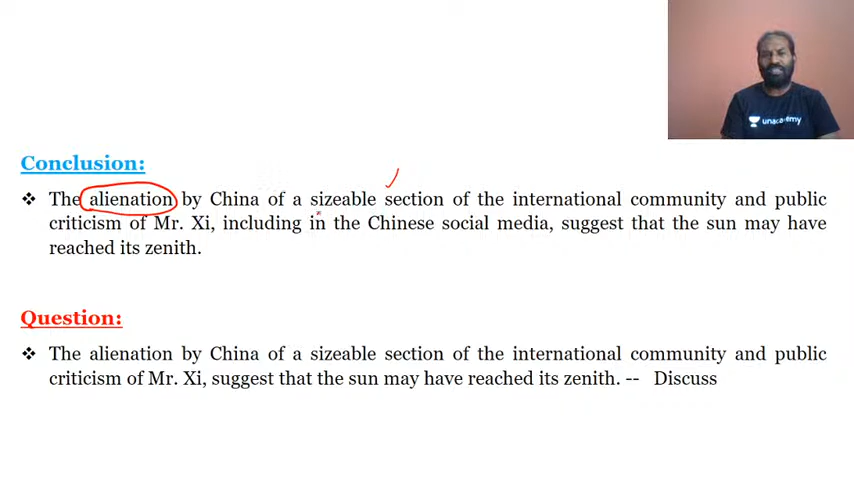 unacademy
Conclusion:
❖ The alienation by China of a sizeable section of the international community and public
criticism of Mr. Xi, including in the Chinese social media, suggest that the sun may have
reached its zenith.
Question:
❖ The alienation by China of a sizeable section of the international community and public
criticism of Mr. Xi, suggest that the sun may have reached its zenith. -- Discuss